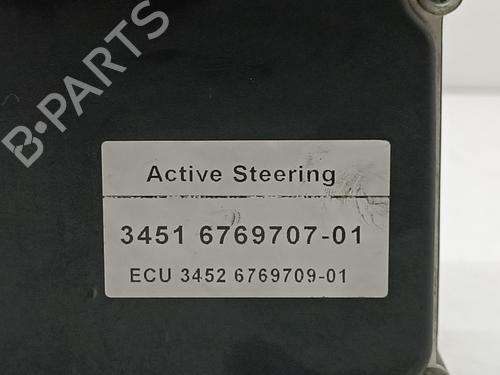 B-PARTS
Active Steering
3451 6769707-01
ECU 3452 6769709-01